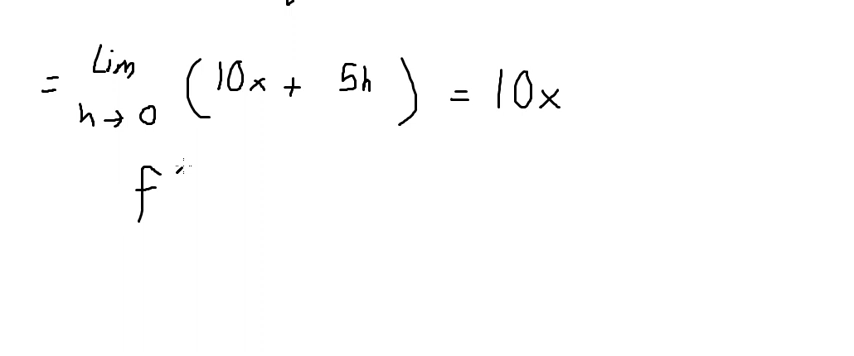 = Lim (10x + 5h) = 10x
h→0
f'